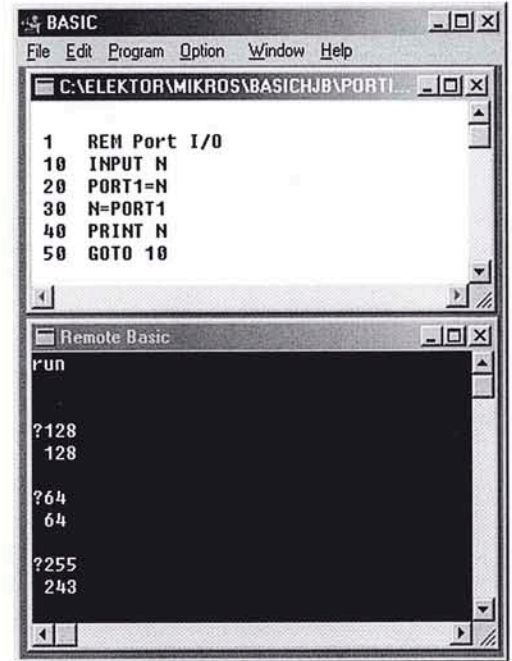 BASIC
File Edit Program Option Window Help
C:\ELEKTOR\MIKROS\BASICHJB\PORTI...
1 REM Port I/O
10 INPUT N
20 PORT1=N
30 N=PORT1
40 PRINT N
50 GOTO 10
Remote Basic
run
?128
128
?64
64
?255
243